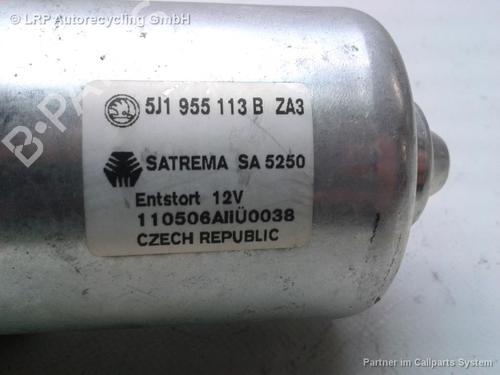 © LRP Autorecycling GmbH
B-PARTS
5J1 955 113 B ZA3
SATREMA SA 5250
Entstort 12V
110506AIIÜ0038
CZECH REPUBLIC
Partner im Callparts System